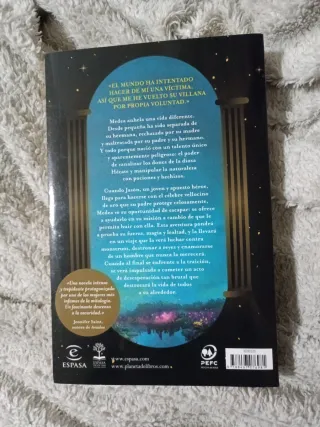 «EL MUNDO HA INTENTADO
HACER DE MÍ UNA VÍCTIMA,
ASÍ QUE ME HE VUELTO SU VILLANA
POR PROPIA VOLUNTAD.»
Medea anhela una vida diferente.
Desde pequeña ha sido separada de
su hermana, rechazada por su madre
y maltratada por su padre y su hermano.
Y todo porque nació con un talento único
y aparentemente peligroso: el poder
de canalizar los dones de la diosa
Hécate y manipular la naturaleza
con pociones y hechizos.
Cuando Jasón, un joven y apuesto héroe,
llega para hacerse con el célebre vellocino
de oro que su padre protege celosamente,
Medea ve su oportunidad de escapar: se ofrece
a ayudarlo en su misión a cambio de que le
permita huir con ella. Esta aventura pondrá
a prueba su fuerza, magia y lealtad, y la llevará
en un viaje que la verá luchar contra
monstruos, destronar a reyes y enamorarse
de un hombre que nunca la merecerá.
Cuando el final se enfrente a la traición,
se verá impulsada a cometer un acto
de desesperación tan brutal que
destrozará la vida de todos
a su alrededor.
«Una novela intensa
y trepidante protagonizada
por una de las mujeres más
infames de la mitología.
Un fascinante descenso
a la oscuridad.»
Jennifer Saint,
autora de Ariadna
ESPASA
www.espasa.com
www.planetadelibros.com
PEFC